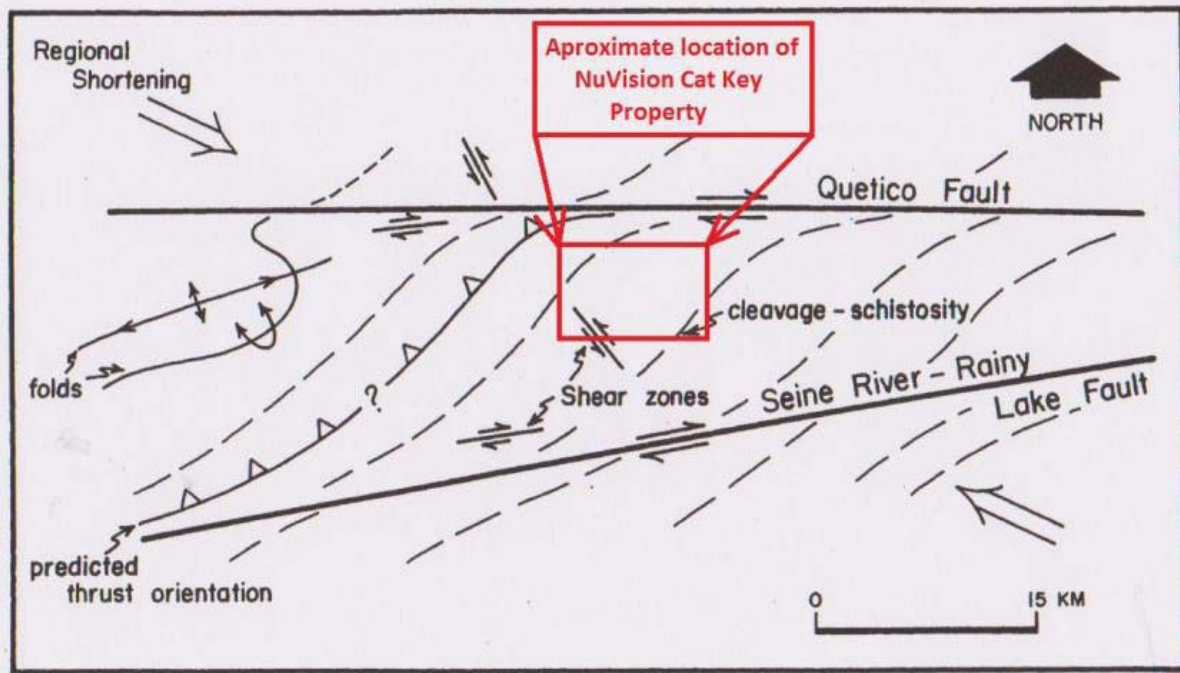 Regional
Shortening
Aproximate location of
NuVision Cat Key
Property
NORTH
Quetico Fault
cleavage - schistosity
folds
?
Shear zones
Seine River - Rainy
Lake Fault
predicted
thrust orientation
0 15 KM